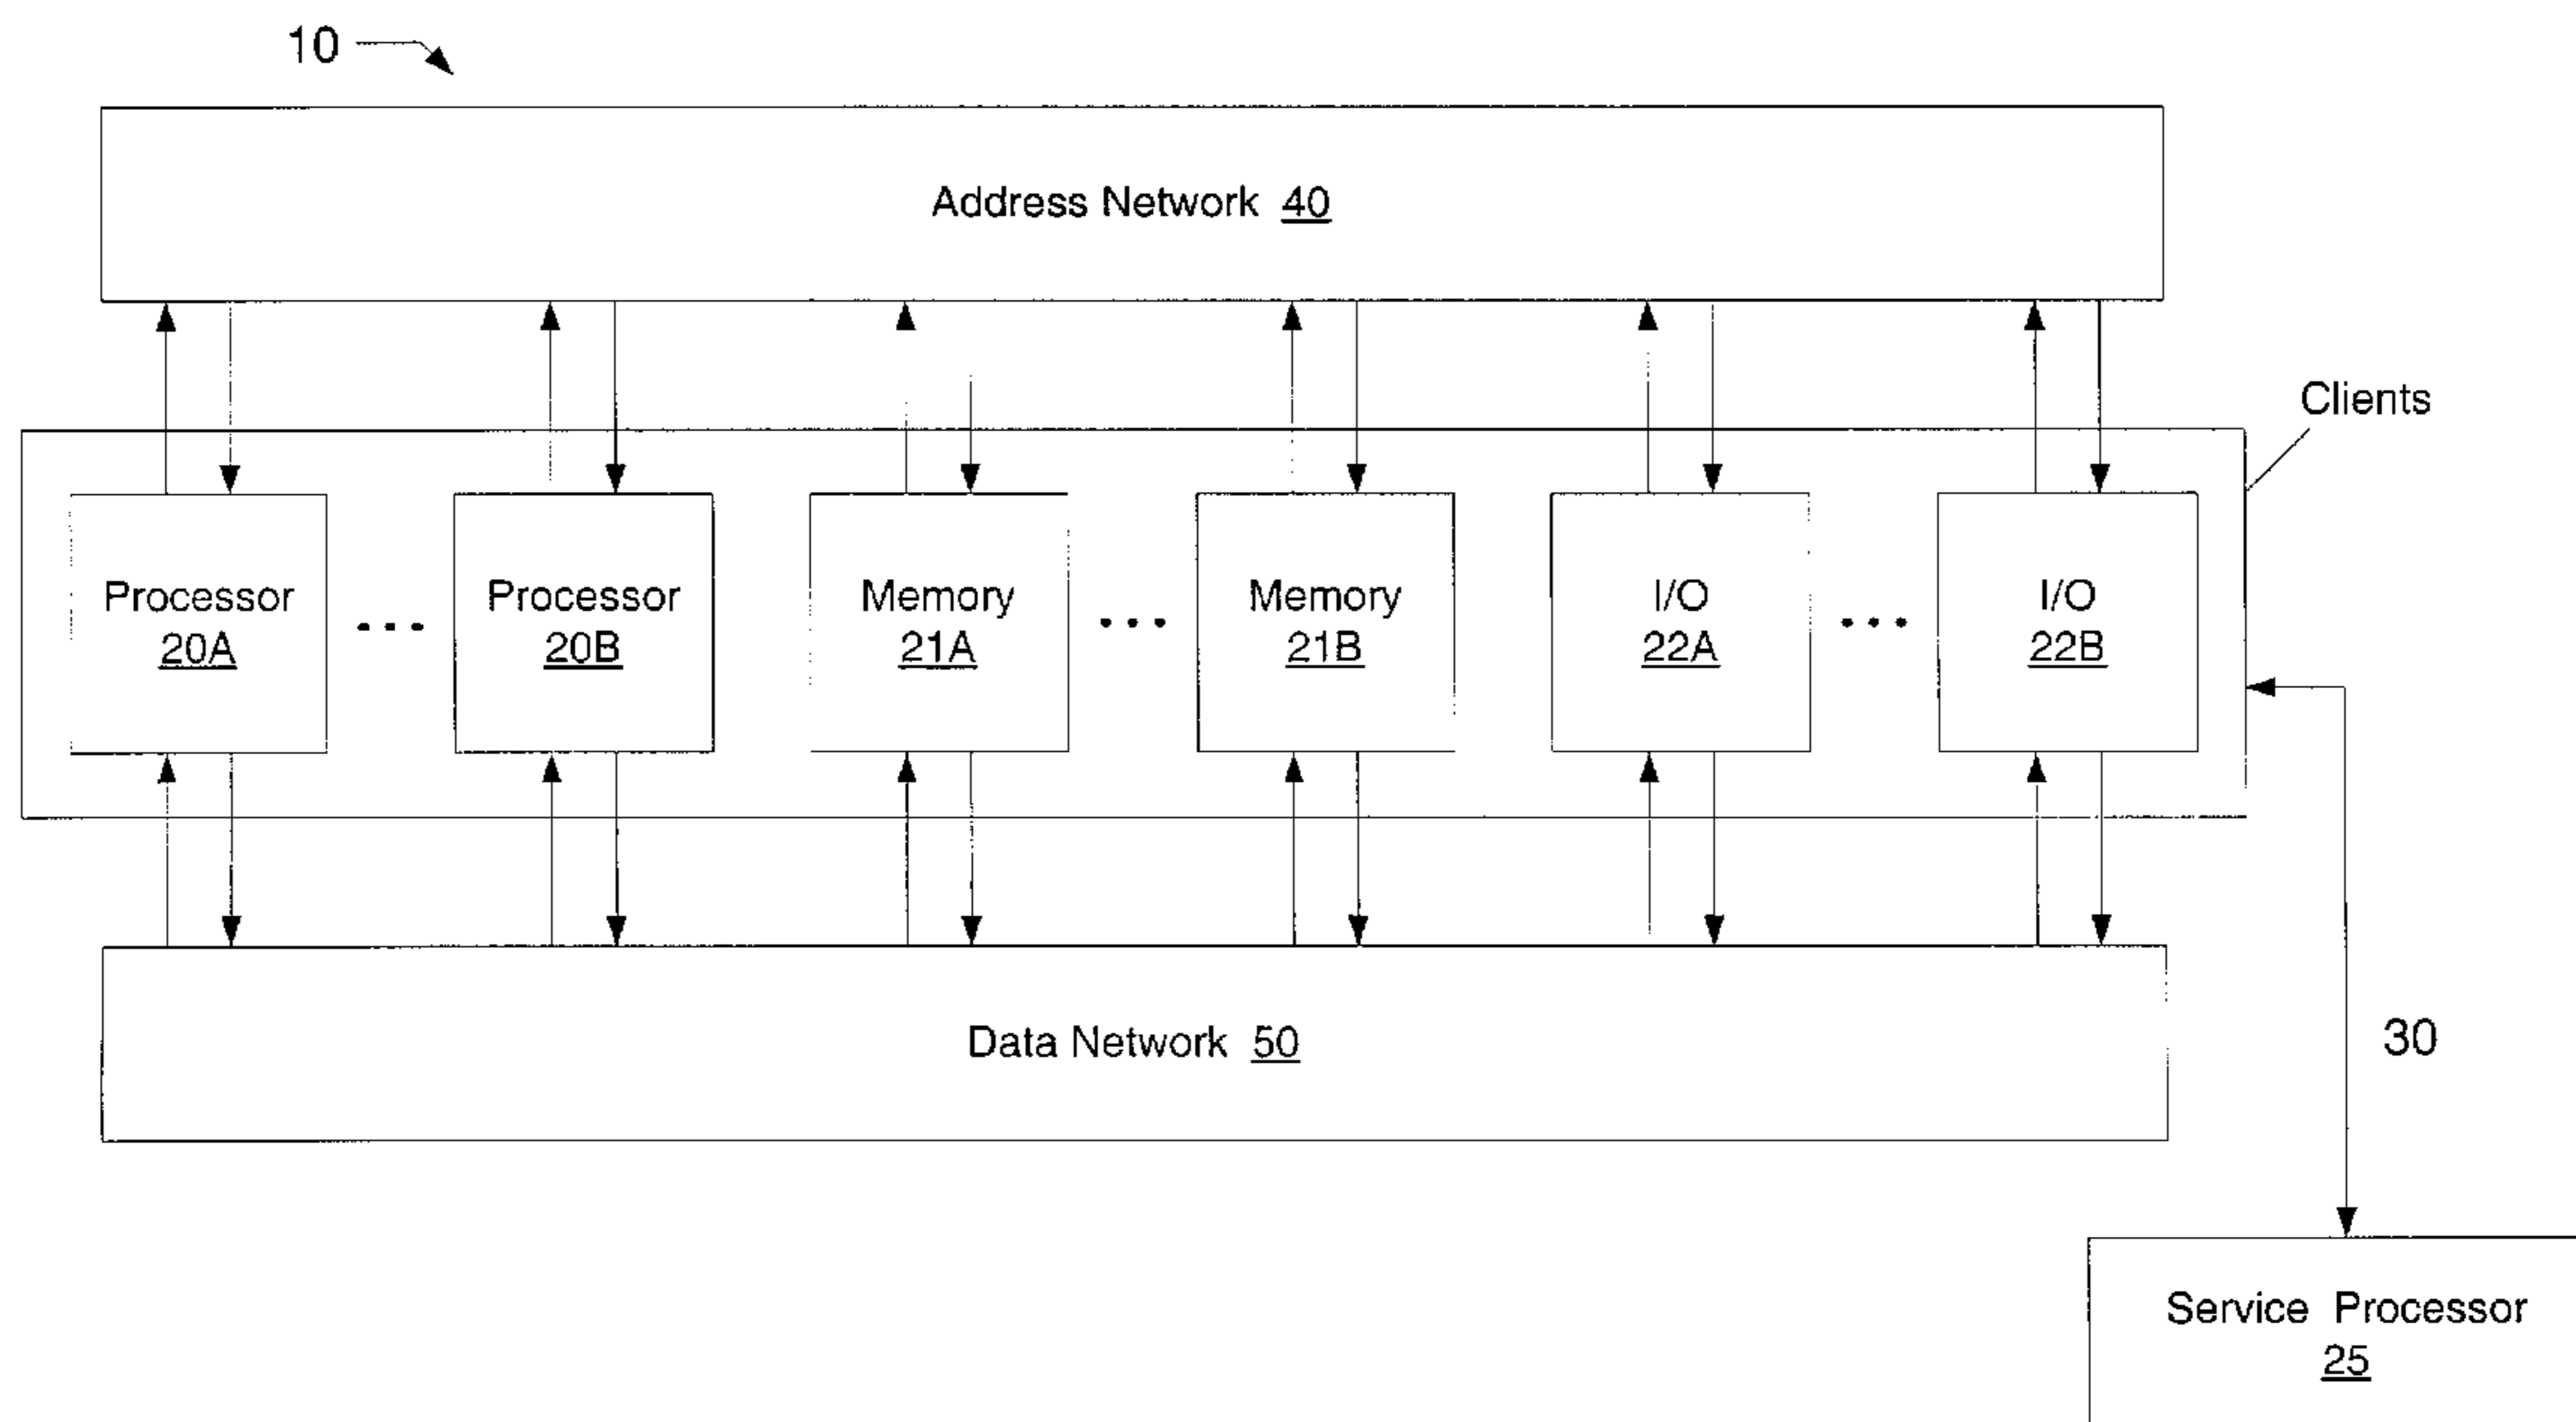 10
Address Network 40
Clients
Processor
20A
Processor
20B
Memory
21A
Memory
21B
I/O
22A
I/O
22B
Data Network 50
30
Service Processor
25